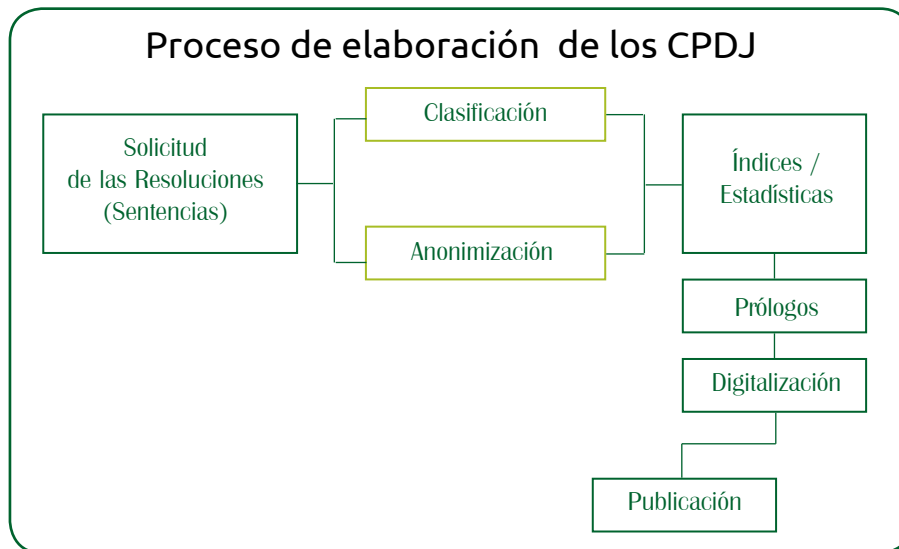 Proceso de elaboración de los CPDJ
Solicitud
de las Resoluciones
(Sentencias)
Clasificación
Anonimización
Índices /
Estadísticas
Prólogos
Digitalización
Publicación